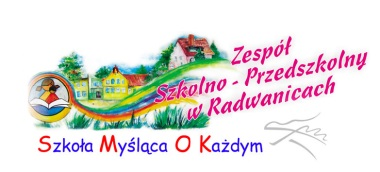 Zespół
Szkolno - Przedszkolny
w Radwanicach
Szkoła Myśląca O Każdym